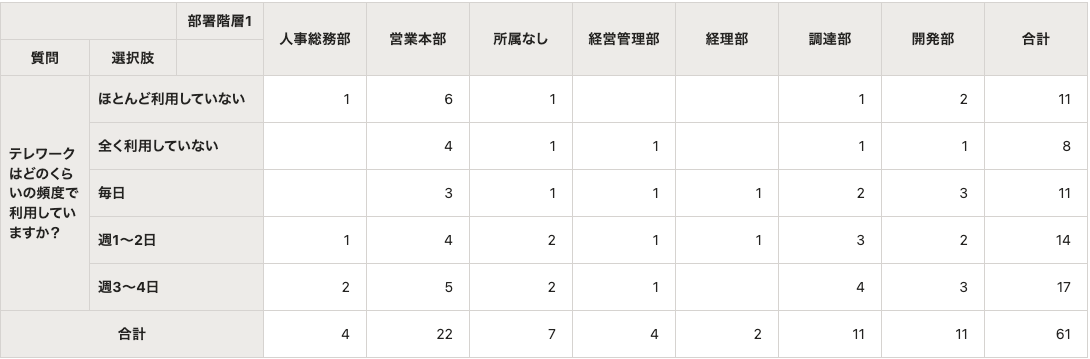 部署階層1
質問 選択肢 人事総務部 営業本部 所属なし 経営管理部 経理部 調達部 開発部 合計
テレワーク
はどのくら
いの頻度で
利用してい
ますか？
ほとんど利用していない 1 6 1 1 2 11
全く利用していない 4 1 1 1 1 8
毎日 3 1 1 1 2 3 11
週1〜2日 1 4 2 1 1 3 2 14
週3〜4日 2 5 2 1 4 3 17
合計 4 22 7 4 2 11 11 61